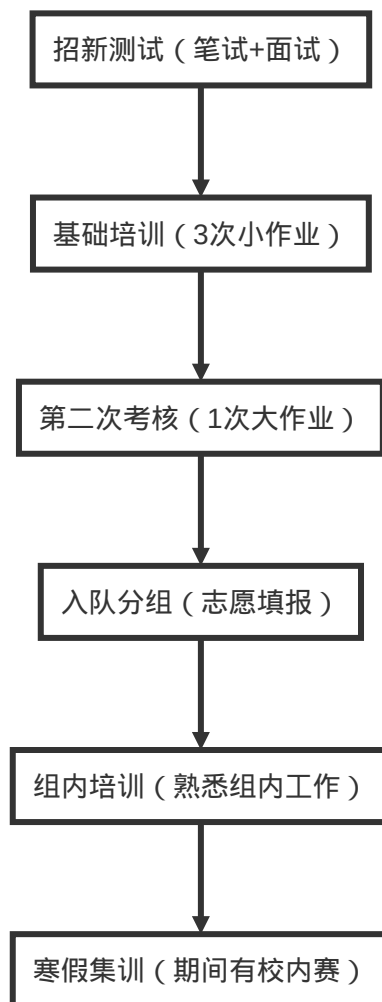 招新测试（笔试+面试）
基础培训（3次小作业）
第二次考核（1次大作业）
入队分组（志愿填报）
组内培训（熟悉组内工作）
寒假集训（期间有校内赛）